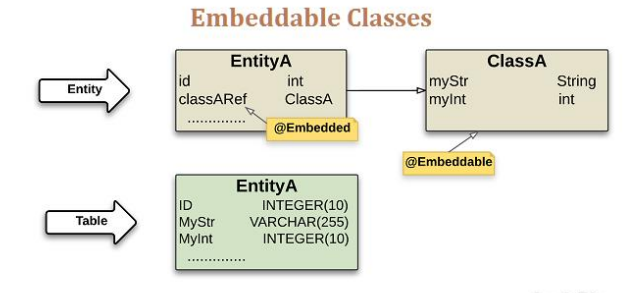 Embeddable Classes
Entity
EntityA
id int
classARef ClassA
..............
@Embedded
ClassA
myStr String
myInt int
@Embeddable
Table
EntityA
ID INTEGER(10)
MyStr VARCHAR(255)
MyInt INTEGER(10)
..............